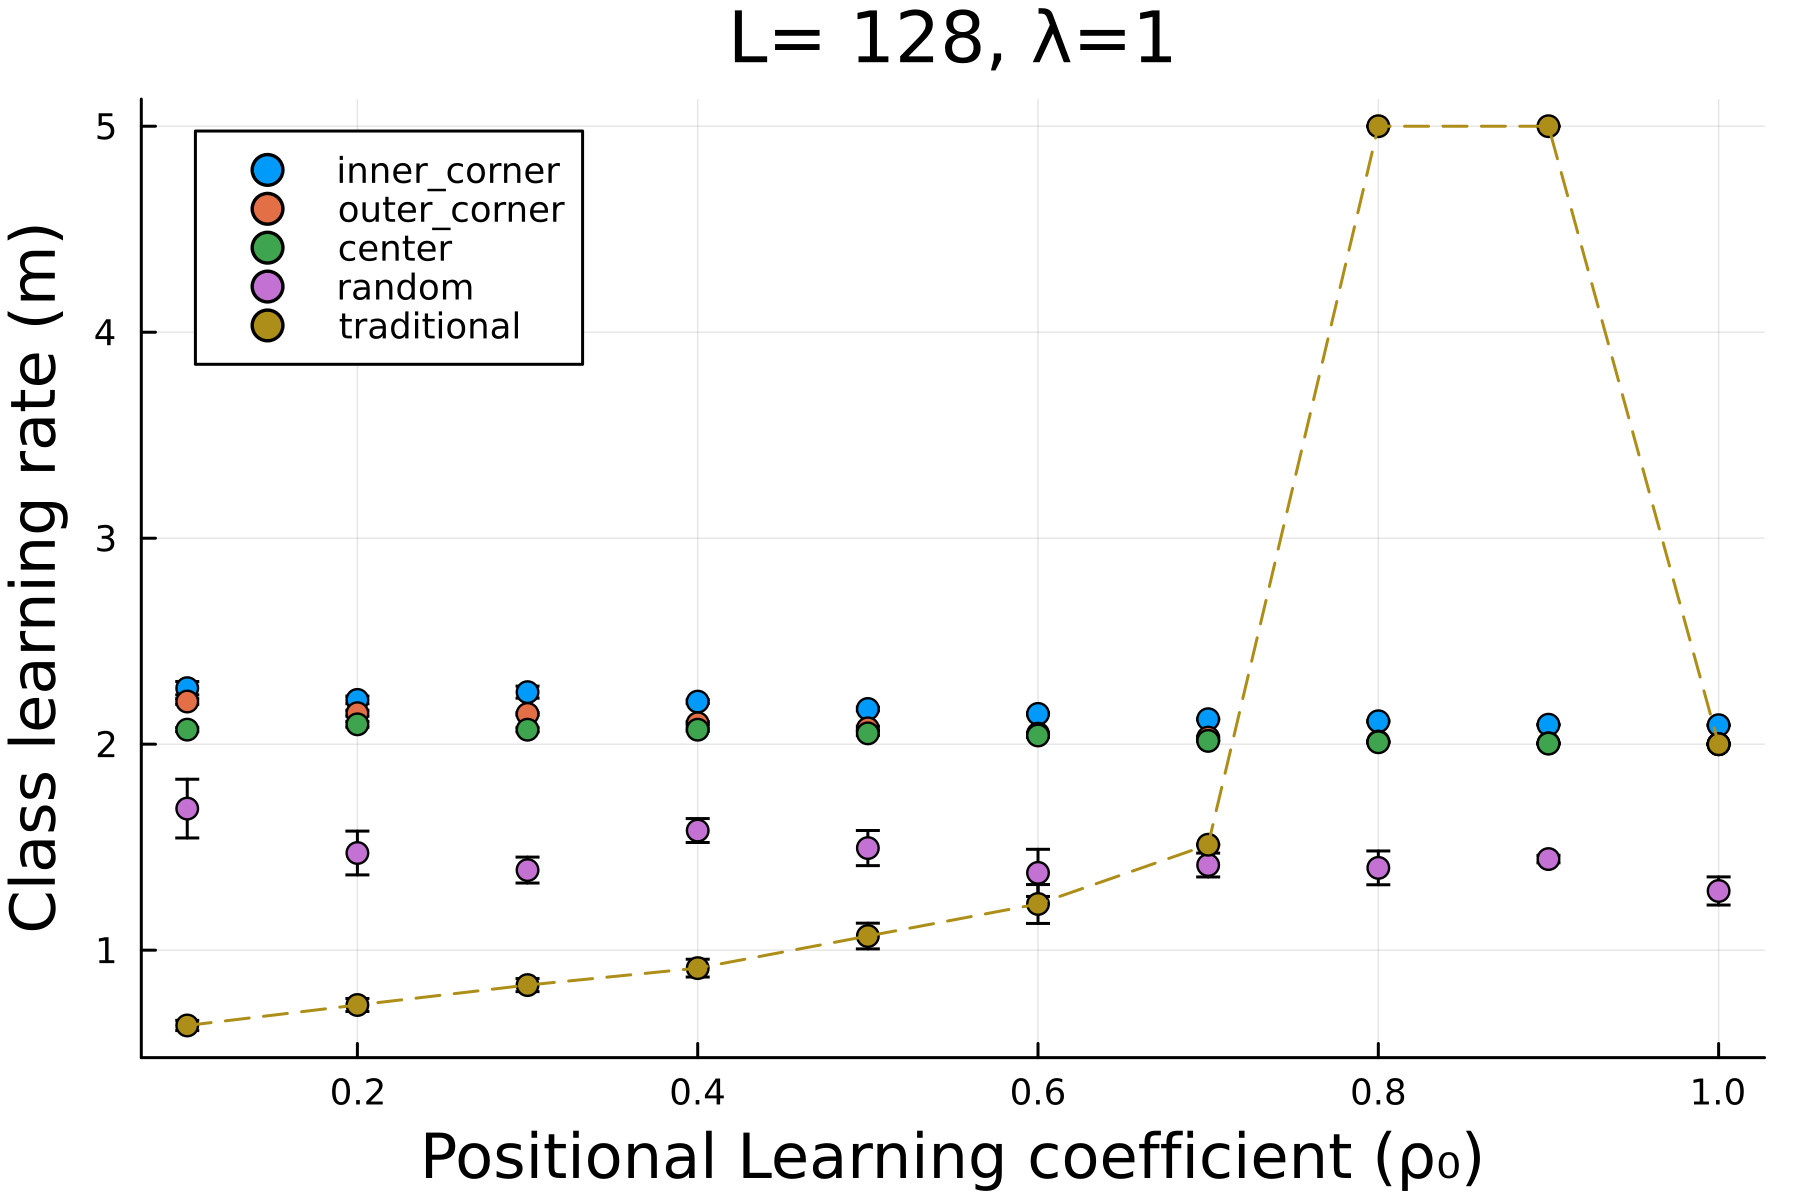 L= 128, λ=1
Class learning rate (m)
5
4
3
2
1
inner_corner
outer_corner
center
random
traditional
0.2 0.4 0.6 0.8 1.0
Positional Learning coefficient (ρ₀)